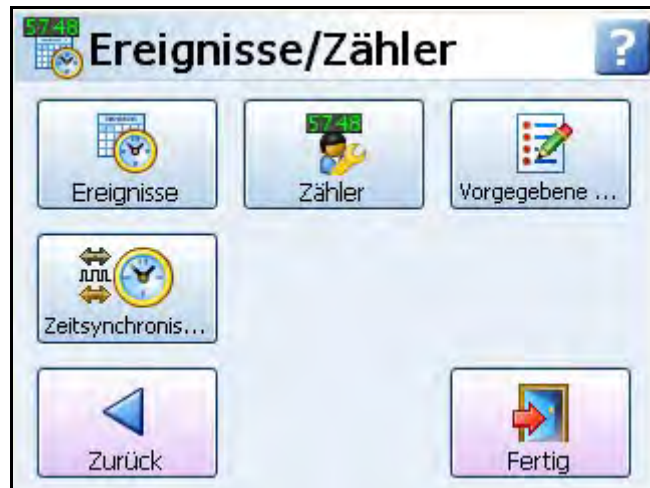 57:48
Ereignisse/Zähler
?
Ereignisse
57:48
Zähler
Vorgegebene ...
Zeitsynchronis...
Zurück
Fertig